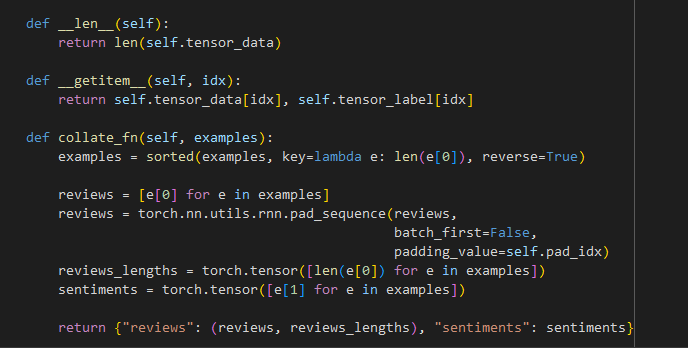 def __len__(self):
    return len(self.tensor_data)

def __getitem__(self, idx):
    return self.tensor_data[idx], self.tensor_label[idx]

def collate_fn(self, examples):
    examples = sorted(examples, key=lambda e: len(e[0]), reverse=True)

    reviews = [e[0] for e in examples]
    reviews = torch.nn.utils.rnn.pad_sequence(reviews,
                                              batch_first=False,
                                              padding_value=self.pad_idx)
    reviews_lengths = torch.tensor([len(e[0]) for e in examples])
    sentiments = torch.tensor([e[1] for e in examples])

    return {"reviews": (reviews, reviews_lengths), "sentiments": sentiments}